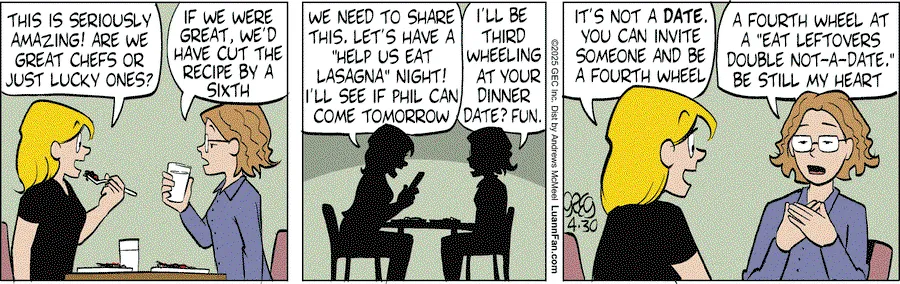 THIS IS SERIOUSLY
AMAZING! ARE WE
GREAT CHEFS OR
JUST LUCKY ONES?
IF WE WERE
GREAT, WE'D
HAVE CUT THE
RECIPE BY A
SIXTH
WE NEED TO SHARE
THIS. LET'S HAVE A
"HELP US EAT
LASAGNA" NIGHT!
I'LL SEE IF PHIL CAN
COME TOMORROW
I'LL BE
THIRD
WHEELING
AT YOUR
DINNER
DATE? FUN.
©2025 GEC Inc. Dist by Andrews McMeel LuannFan.com
IT'S NOT A DATE.
YOU CAN INVITE
SOMEONE AND BE
A FOURTH WHEEL
A FOURTH WHEEL AT
A "EAT LEFTOVERS
DOUBLE NOT-A-DATE."
BE STILL MY HEART
4-30